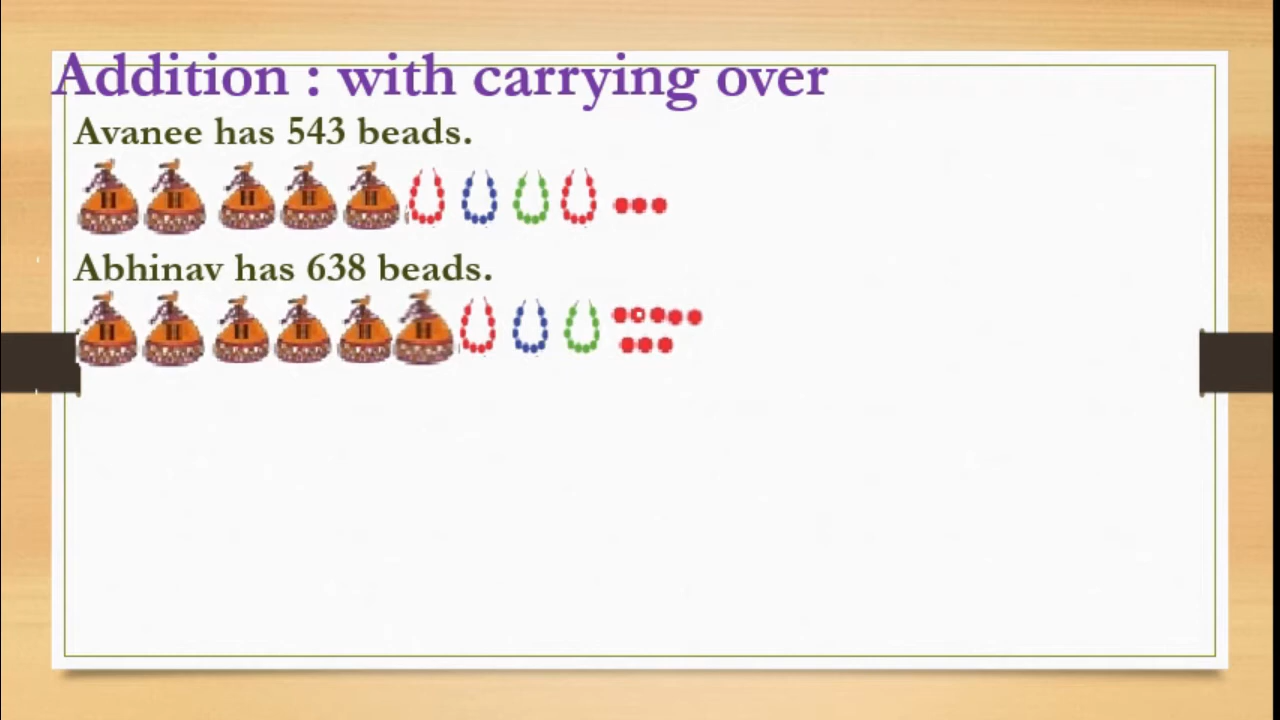 Addition : with carrying over
Avanee has 543 beads.
H H H H H
Abhinav has 638 beads.
H H H H H H